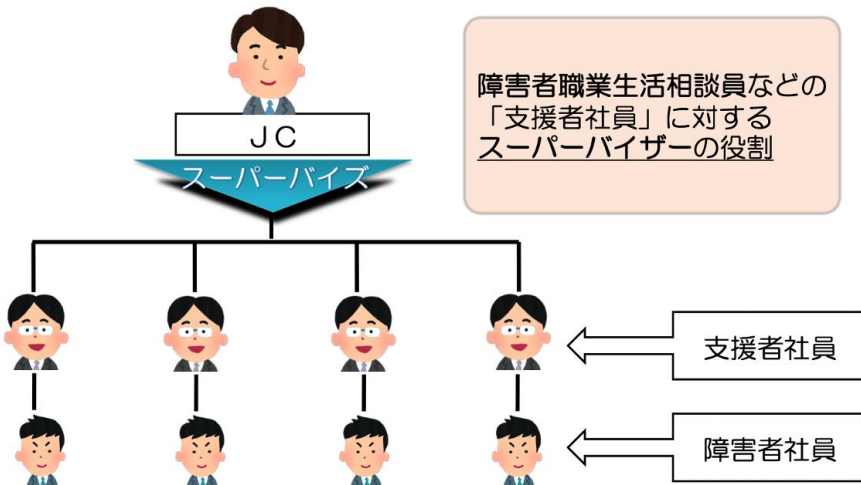 障害者職業生活相談員などの
「支援者社員」に対する
スーパーバイザーの役割
ＪＣ
スーパーバイズ
支援者社員
障害者社員